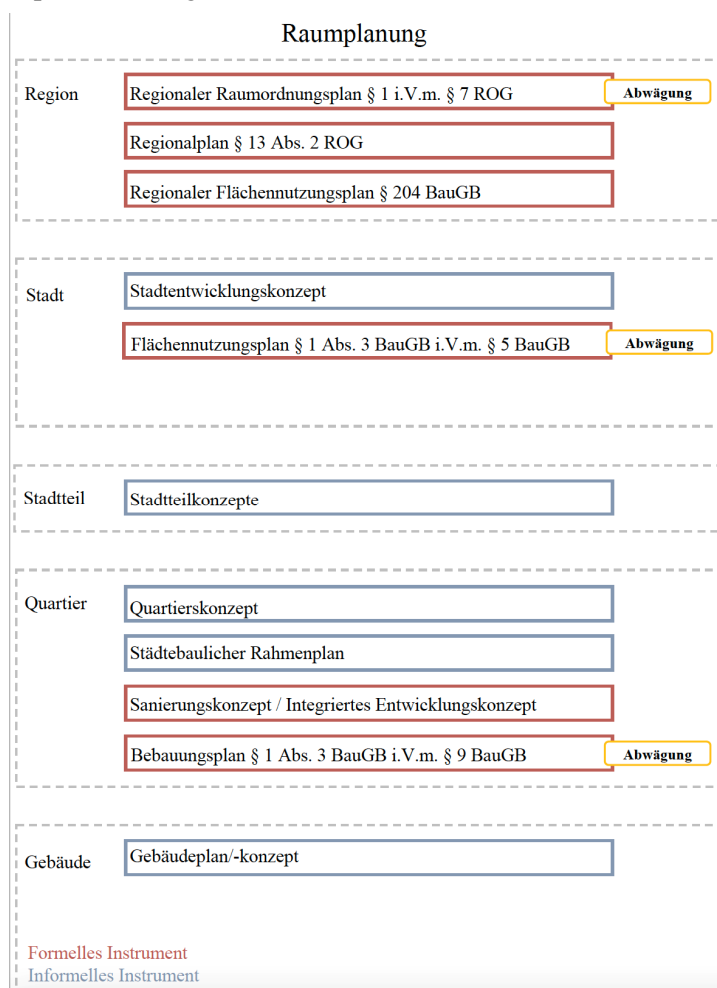 Raumplanung
Region
Regionaler Raumordnungsplan § 1 i.V.m. § 7 ROG
Abwägung
Regionalplan § 13 Abs. 2 ROG
Regionaler Flächennutzungsplan § 204 BauGB
Stadt
Stadtentwicklungskonzept
Flächennutzungsplan § 1 Abs. 3 BauGB i.V.m. § 5 BauGB
Abwägung
Stadtteil
Stadtteilkonzepte
Quartier
Quartierskonzept
Städtebaulicher Rahmenplan
Sanierungskonzept / Integriertes Entwicklungskonzept
Bebauungsplan § 1 Abs. 3 BauGB i.V.m. § 9 BauGB
Abwägung
Gebäude
Gebäudeplan/-konzept
Formelles Instrument
Informelles Instrument